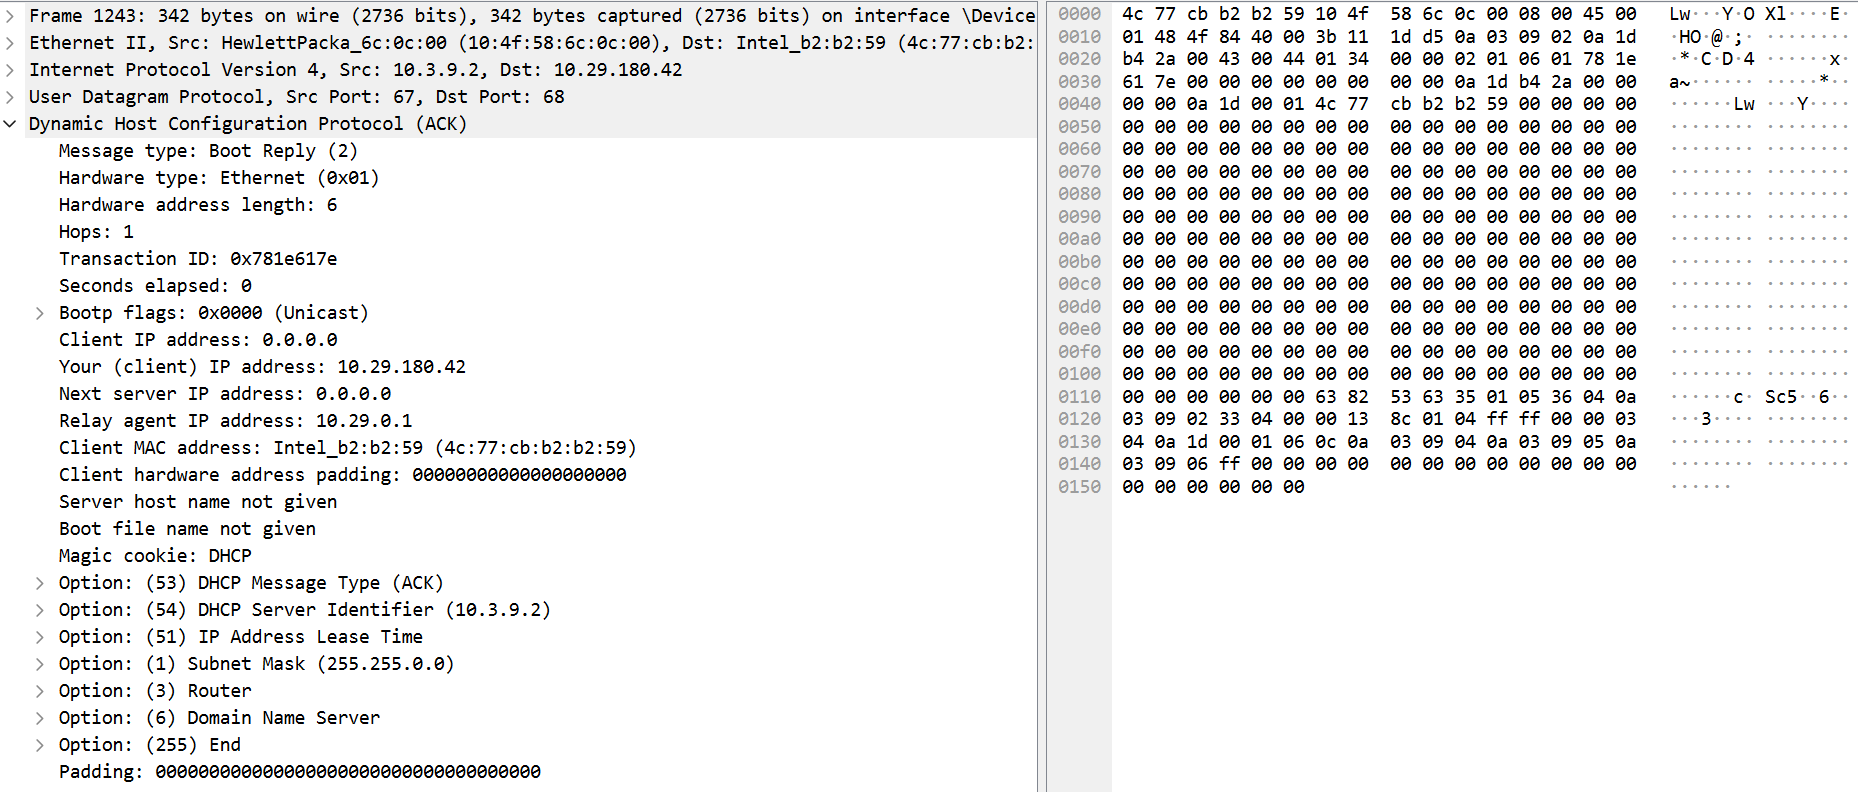 Frame 1243: 342 bytes on wire (2736 bits), 342 bytes captured (2736 bits) on interface \Device
Ethernet II, Src: HewlettPacka_6c:0c:00 (10:4f:58:6c:0c:00), Dst: Intel_b2:b2:59 (4c:77:cb:b2:
Internet Protocol Version 4, Src: 10.3.9.2, Dst: 10.29.180.42
User Datagram Protocol, Src Port: 67, Dst Port: 68
Dynamic Host Configuration Protocol (ACK)
Message type: Boot Reply (2)
Hardware type: Ethernet (0x01)
Hardware address length: 6
Hops: 1
Transaction ID: 0x781e617e
Seconds elapsed: 0
Bootp flags: 0x0000 (Unicast)
Client IP address: 0.0.0.0
Your (client) IP address: 10.29.180.42
Next server IP address: 0.0.0.0
Relay agent IP address: 10.29.0.1
Client MAC address: Intel_b2:b2:59 (4c:77:cb:b2:b2:59)
Client hardware address padding: 00000000000000000000
Server host name not given
Boot file name not given
Magic cookie: DHCP
Option: (53) DHCP Message Type (ACK)
Option: (54) DHCP Server Identifier (10.3.9.2)
Option: (51) IP Address Lease Time
Option: (1) Subnet Mask (255.255.0.0)
Option: (3) Router
Option: (6) Domain Name Server
Option: (255) End
Padding: 000000000000000000000000000000000000
0000 4c 77 cb b2 b2 59 10 4f 58 6c 0c 00 08 00 45 00 Lw···Y·O Xl····E·
0010 01 48 4f 84 40 00 3b 11 1d d5 0a 03 09 02 0a 1d ·HO·@·;· ········
0020 b4 2a 00 43 00 44 01 34 00 00 02 01 06 01 78 1e ·*·C·D·4 ······x·
0030 61 7e 00 00 00 00 00 00 00 00 0a 1d b4 2a 00 00 a~······ ·····*··
0040 00 00 0a 1d 00 01 4c 77 cb b2 b2 59 00 00 00 00 ······Lw ···Y····
0050 00 00 00 00 00 00 00 00 00 00 00 00 00 00 00 00 ········ ········
0060 00 00 00 00 00 00 00 00 00 00 00 00 00 00 00 00 ········ ········
0070 00 00 00 00 00 00 00 00 00 00 00 00 00 00 00 00 ········ ········
0080 00 00 00 00 00 00 00 00 00 00 00 00 00 00 00 00 ········ ········
0090 00 00 00 00 00 00 00 00 00 00 00 00 00 00 00 00 ········ ········
00a0 00 00 00 00 00 00 00 00 00 00 00 00 00 00 00 00 ········ ········
00b0 00 00 00 00 00 00 00 00 00 00 00 00 00 00 00 00 ········ ········
00c0 00 00 00 00 00 00 00 00 00 00 00 00 00 00 00 00 ········ ········
00d0 00 00 00 00 00 00 00 00 00 00 00 00 00 00 00 00 ········ ········
00e0 00 00 00 00 00 00 00 00 00 00 00 00 00 00 00 00 ········ ········
00f0 00 00 00 00 00 00 00 00 00 00 00 00 00 00 00 00 ········ ········
0100 00 00 00 00 00 00 00 00 00 00 00 00 00 00 00 00 ········ ········
0110 00 00 00 00 00 00 63 82 53 63 35 01 05 36 04 0a ······c· Sc5··6··
0120 03 09 02 33 04 00 00 13 8c 01 04 ff ff 00 00 03 ···3···· ········
0130 04 0a 1d 00 01 06 0c 0a 03 09 04 0a 03 09 05 0a ········ ········
0140 03 09 06 ff 00 00 00 00 00 00 00 00 00 00 00 00 ········ ········
0150 00 00 00 00 00 00 ······